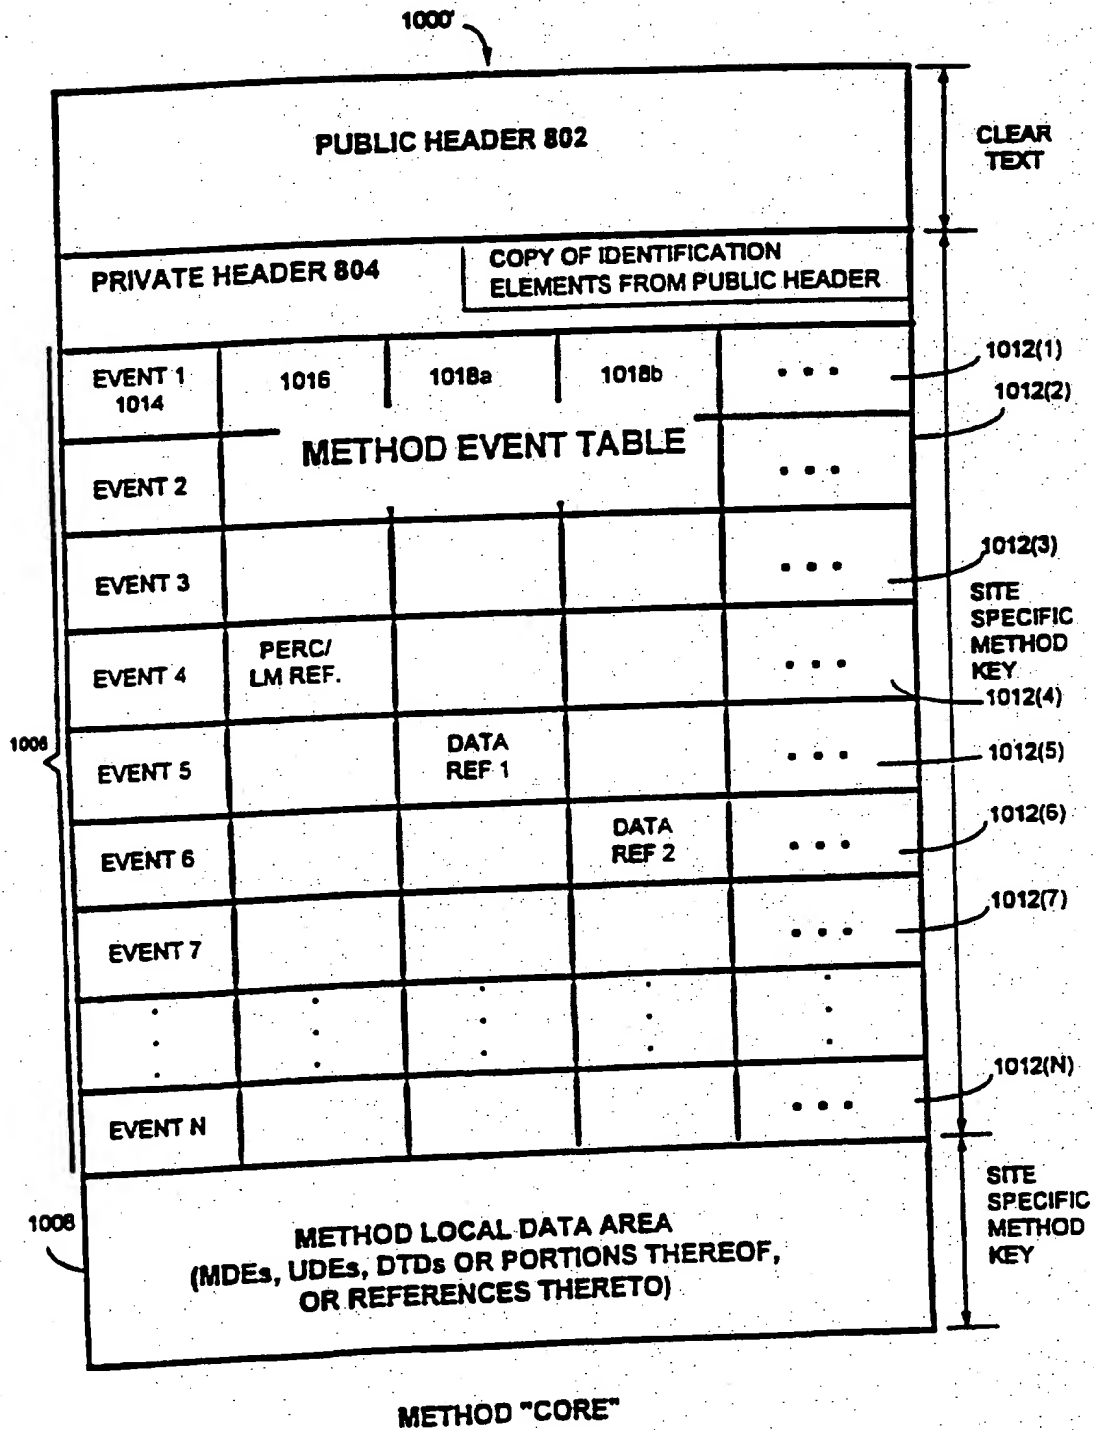 1000'
PUBLIC HEADER 802
CLEAR
TEXT
PRIVATE HEADER 804
COPY OF IDENTIFICATION
ELEMENTS FROM PUBLIC HEADER
EVENT 1
1014
1016
1018a
1018b
• • •
1012(1)
1012(2)
METHOD EVENT TABLE
EVENT 2
• • •
EVENT 3
• • •
1012(3)
SITE
SPECIFIC
METHOD
KEY
EVENT 4
PERC/
LM REF.
• • •
1012(4)
1006
EVENT 5
DATA
REF 1
• • •
1012(5)
EVENT 6
DATA
REF 2
• • •
1012(6)
EVENT 7
• • •
1012(7)
EVENT N
• • •
1012(N)
1008
METHOD LOCAL DATA AREA
(MDEs, UDEs, DTDs OR PORTIONS THEREOF,
OR REFERENCES THERETO)
SITE
SPECIFIC
METHOD
KEY
METHOD "CORE"